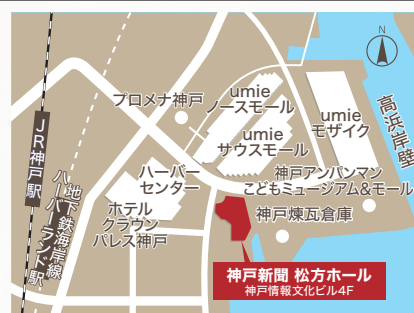 N
umie
ノースモール
プロメナ神戸
umie
モザイク
高浜岸壁
umie
サウスモール
JR神戸駅
地下鉄海岸線
ハーバーランド駅
ハーバー
センター
神戸アンパンマン
こどもミュージアム&モール
ホテル
クラウン
パレス神戸
神戸煉瓦倉庫
神戸新聞 松方ホール
神戸情報文化ビル4F